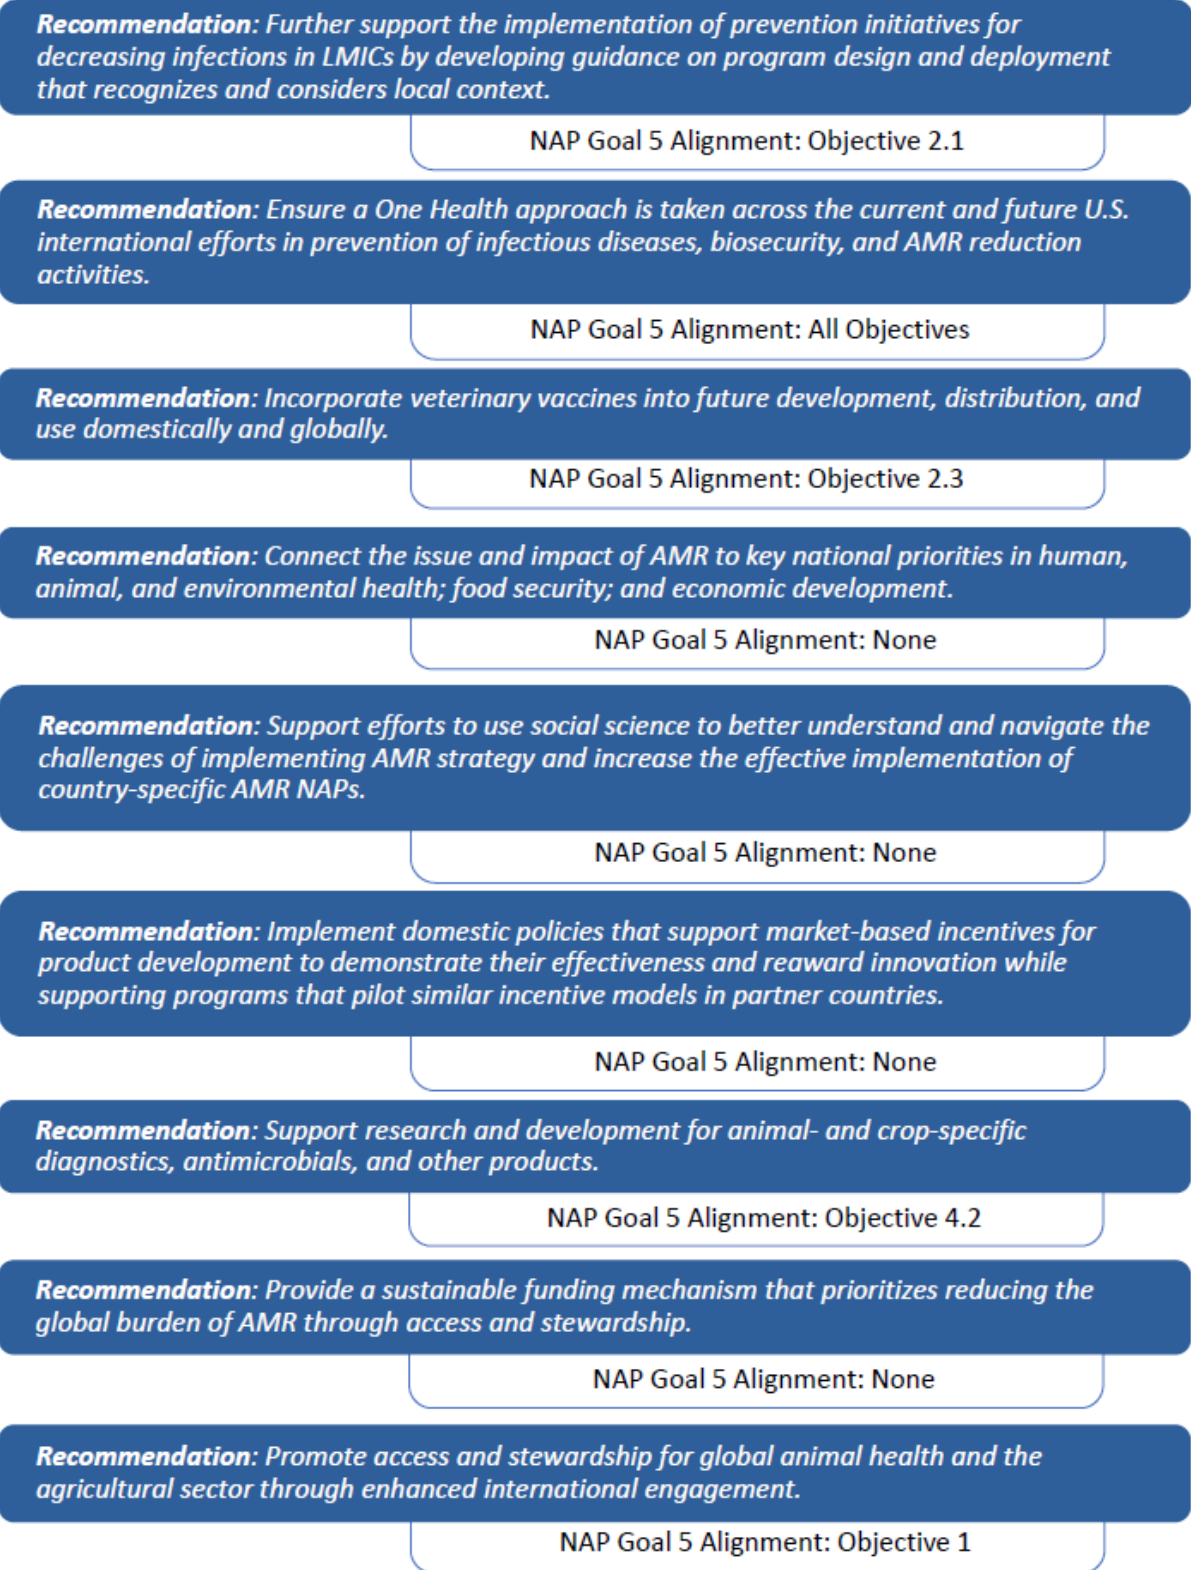 Recommendation: Further support the implementation of prevention initiatives for
decreasing infections in LMICs by developing guidance on program design and deployment
that recognizes and considers local context.
NAP Goal 5 Alignment: Objective 2.1
Recommendation: Ensure a One Health approach is taken across the current and future U.S.
international efforts in prevention of infectious diseases, biosecurity, and AMR reduction
activities.
NAP Goal 5 Alignment: All Objectives
Recommendation: Incorporate veterinary vaccines into future development, distribution, and
use domestically and globally.
NAP Goal 5 Alignment: Objective 2.3
Recommendation: Connect the issue and impact of AMR to key national priorities in human,
animal, and environmental health; food security; and economic development.
NAP Goal 5 Alignment: None
Recommendation: Support efforts to use social science to better understand and navigate the
challenges of implementing AMR strategy and increase the effective implementation of
country-specific AMR NAPs.
NAP Goal 5 Alignment: None
Recommendation: Implement domestic policies that support market-based incentives for
product development to demonstrate their effectiveness and reaward innovation while
supporting programs that pilot similar incentive models in partner countries.
NAP Goal 5 Alignment: None
Recommendation: Support research and development for animal- and crop-specific
diagnostics, antimicrobials, and other products.
NAP Goal 5 Alignment: Objective 4.2
Recommendation: Provide a sustainable funding mechanism that prioritizes reducing the
global burden of AMR through access and stewardship.
NAP Goal 5 Alignment: None
Recommendation: Promote access and stewardship for global animal health and the
agricultural sector through enhanced international engagement.
NAP Goal 5 Alignment: Objective 1